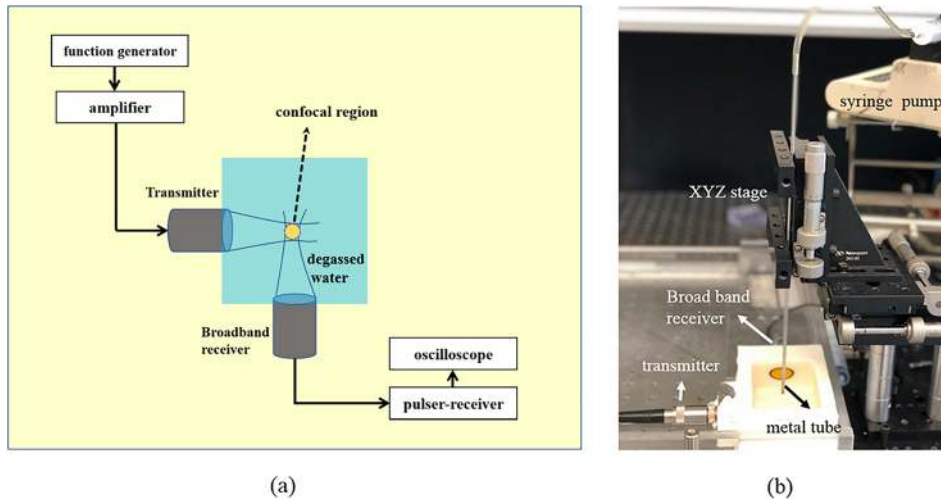 function generator
amplifier
confocal region
Transmitter
degassed
water
Broadband
receiver
oscilloscope
pulser-receiver
(a)
syringe pump
XYZ stage
Newport
Broad band
receiver
transmitter
metal tube
(b)